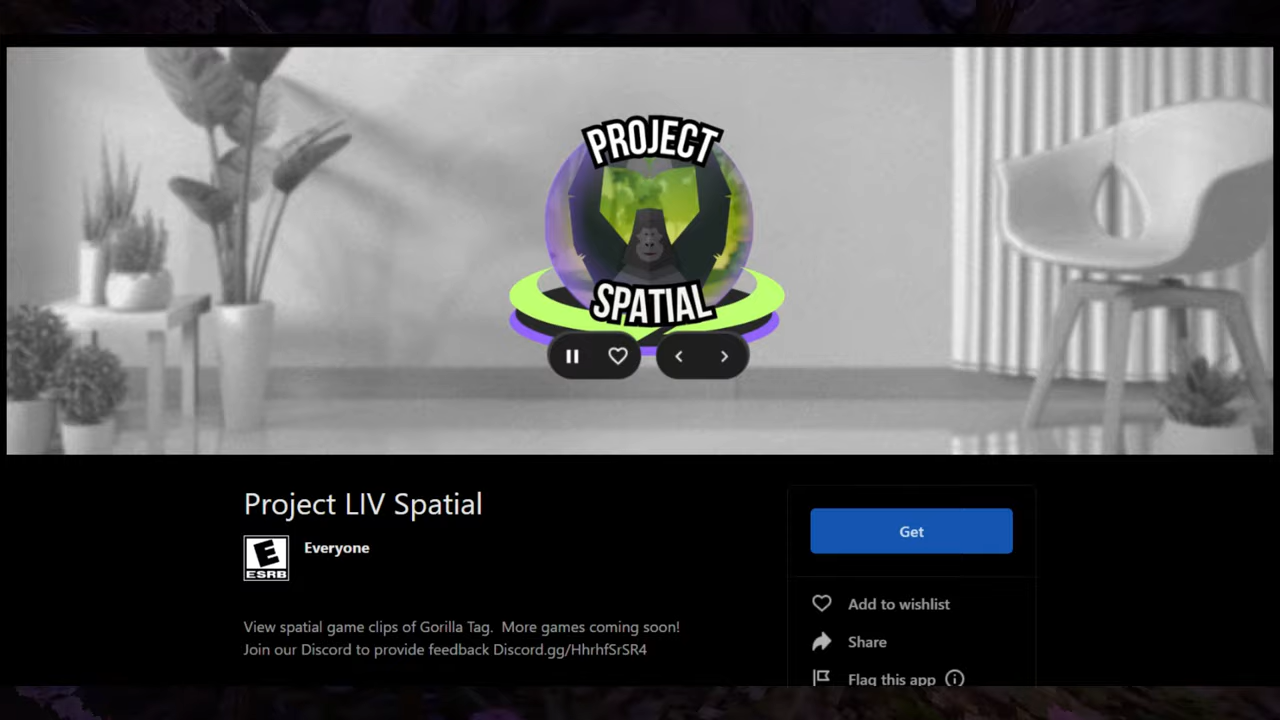 PROJECT
SPATIAL
Project LIV Spatial
E
ESRB
Everyone
View spatial game clips of Gorilla Tag. More games coming soon!
Join our Discord to provide feedback Discord.gg/HhrhfSrSR4
Get
Add to wishlist
Share
Flag this app